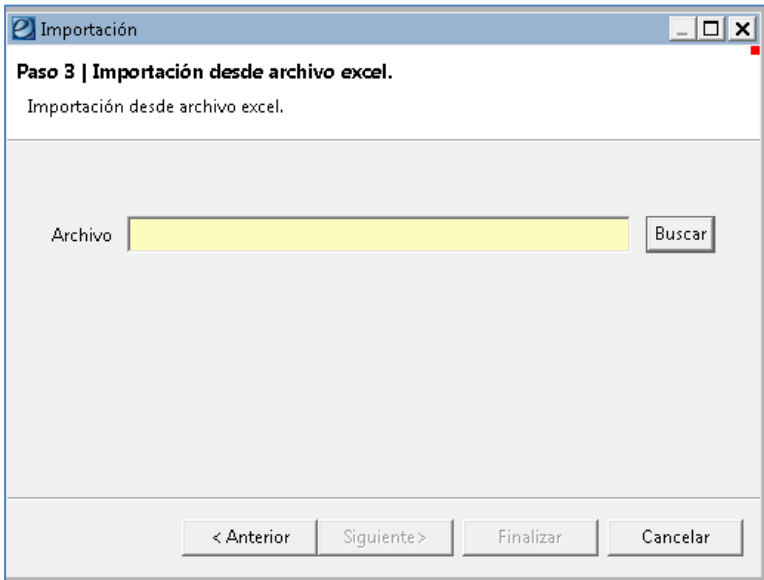 Importación
Paso 3 | Importación desde archivo excel.
Importación desde archivo excel.
Archivo
Buscar
< Anterior Siguiente > Finalizar Cancelar